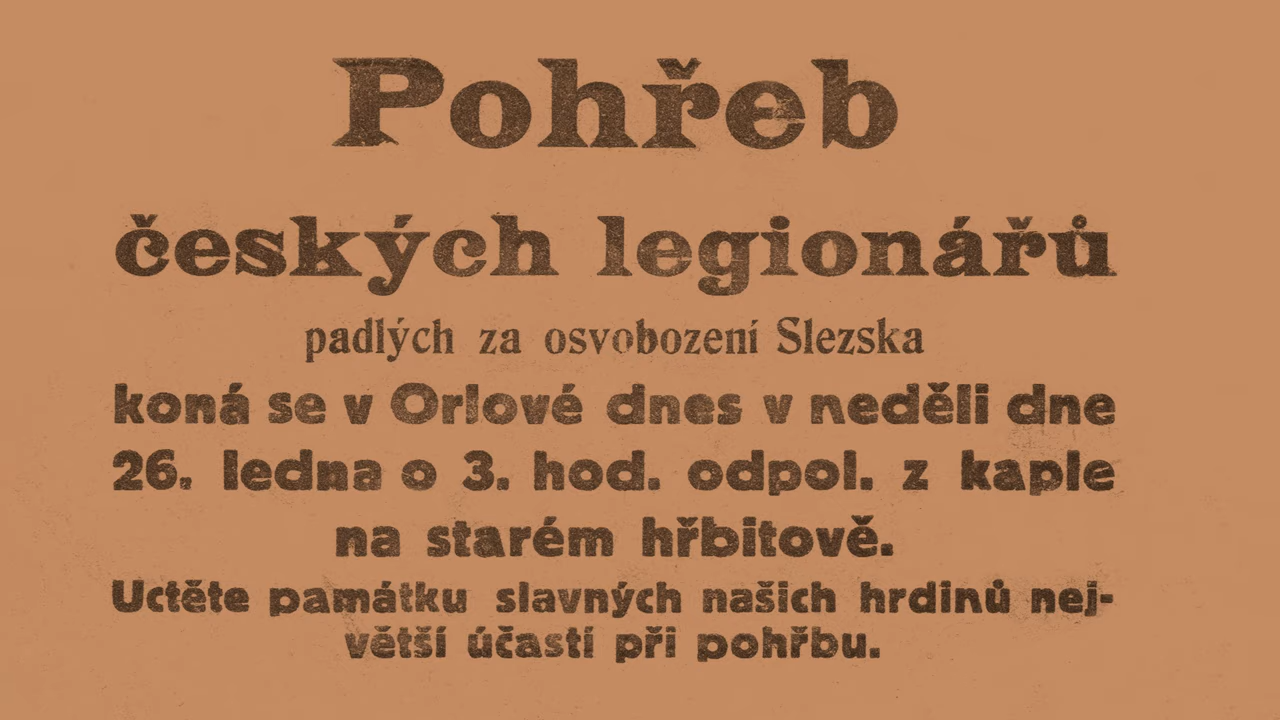 Pohřeb
českých legionářů
padlých za osvobození Slezska
koná se v Orlové dnes v neděli dne
26. ledna o 3. hod. odpol. z kaple
na starém hřbitově.
Uctěte památku slavných našich hrdinů nej-
větší účastí při pohřbu.